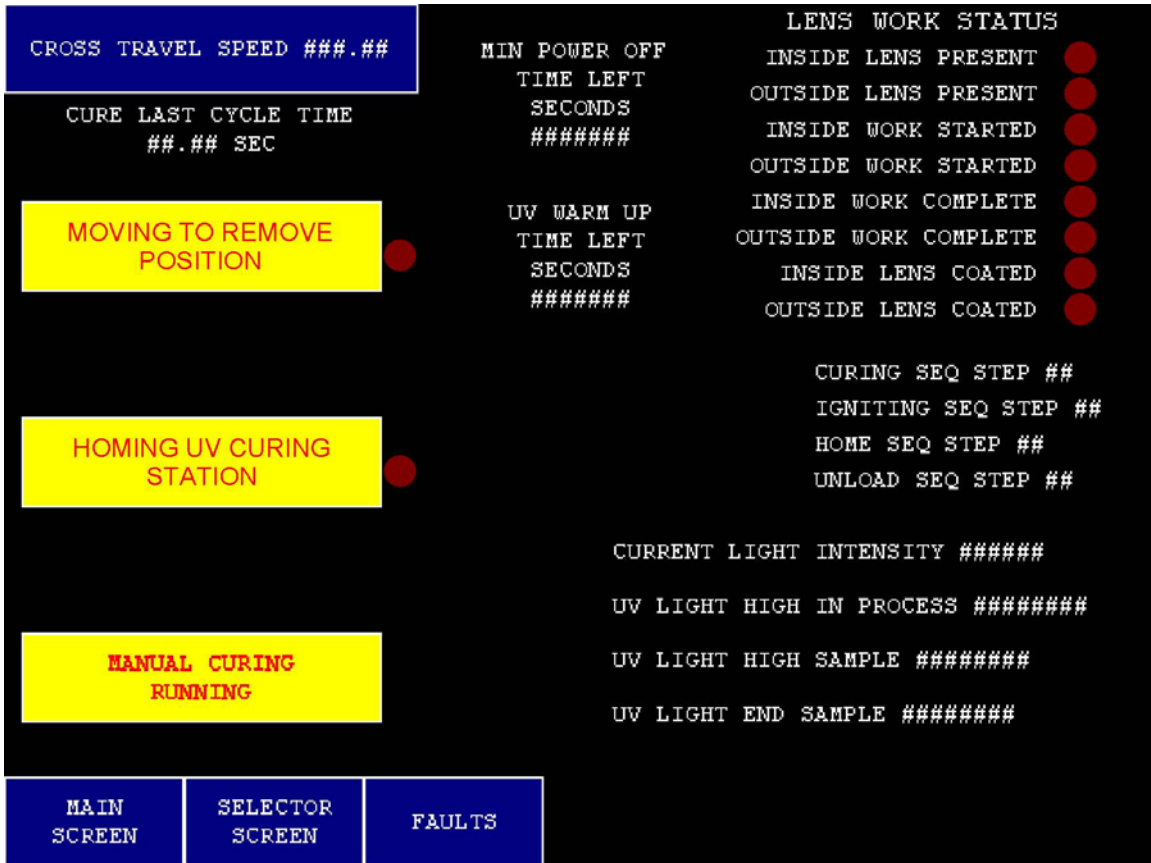 CROSS TRAVEL SPEED ###.##
CURE LAST CYCLE TIME
##.## SEC
MOVING TO REMOVE
POSITION
HOMING UV CURING
STATION
MANUAL CURING
RUNNING
MIN POWER OFF
TIME LEFT
SECONDS
#######
UV WARM UP
TIME LEFT
SECONDS
#######
LENS WORK STATUS
INSIDE LENS PRESENT
OUTSIDE LENS PRESENT
INSIDE WORK STARTED
OUTSIDE WORK STARTED
INSIDE WORK COMPLETE
OUTSIDE WORK COMPLETE
INSIDE LENS COATED
OUTSIDE LENS COATED
CURING SEQ STEP ##
IGNITING SEQ STEP ##
HOME SEQ STEP ##
UNLOAD SEQ STEP ##
CURRENT LIGHT INTENSITY ######
UV LIGHT HIGH IN PROCESS ########
UV LIGHT HIGH SAMPLE ########
UV LIGHT END SAMPLE ########
MAIN
SCREEN
SELECTOR
SCREEN
FAULTS